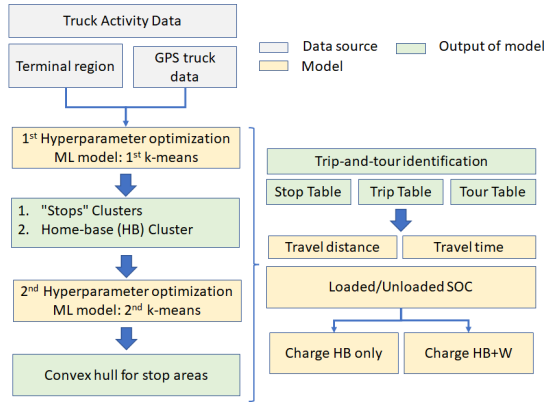 Truck Activity Data
Terminal region
GPS truck
data
Data source
Output of model
Model
1st Hyperparameter optimization
ML model: 1st k-means
1. "Stops" Clusters
2. Home-base (HB) Cluster
2nd Hyperparameter optimization
ML model: 2nd k-means
Convex hull for stop areas
Trip-and-tour identification
Stop Table
Trip Table
Tour Table
Travel distance
Travel time
Loaded/Unloaded SOC
Charge HB only
Charge HB+W